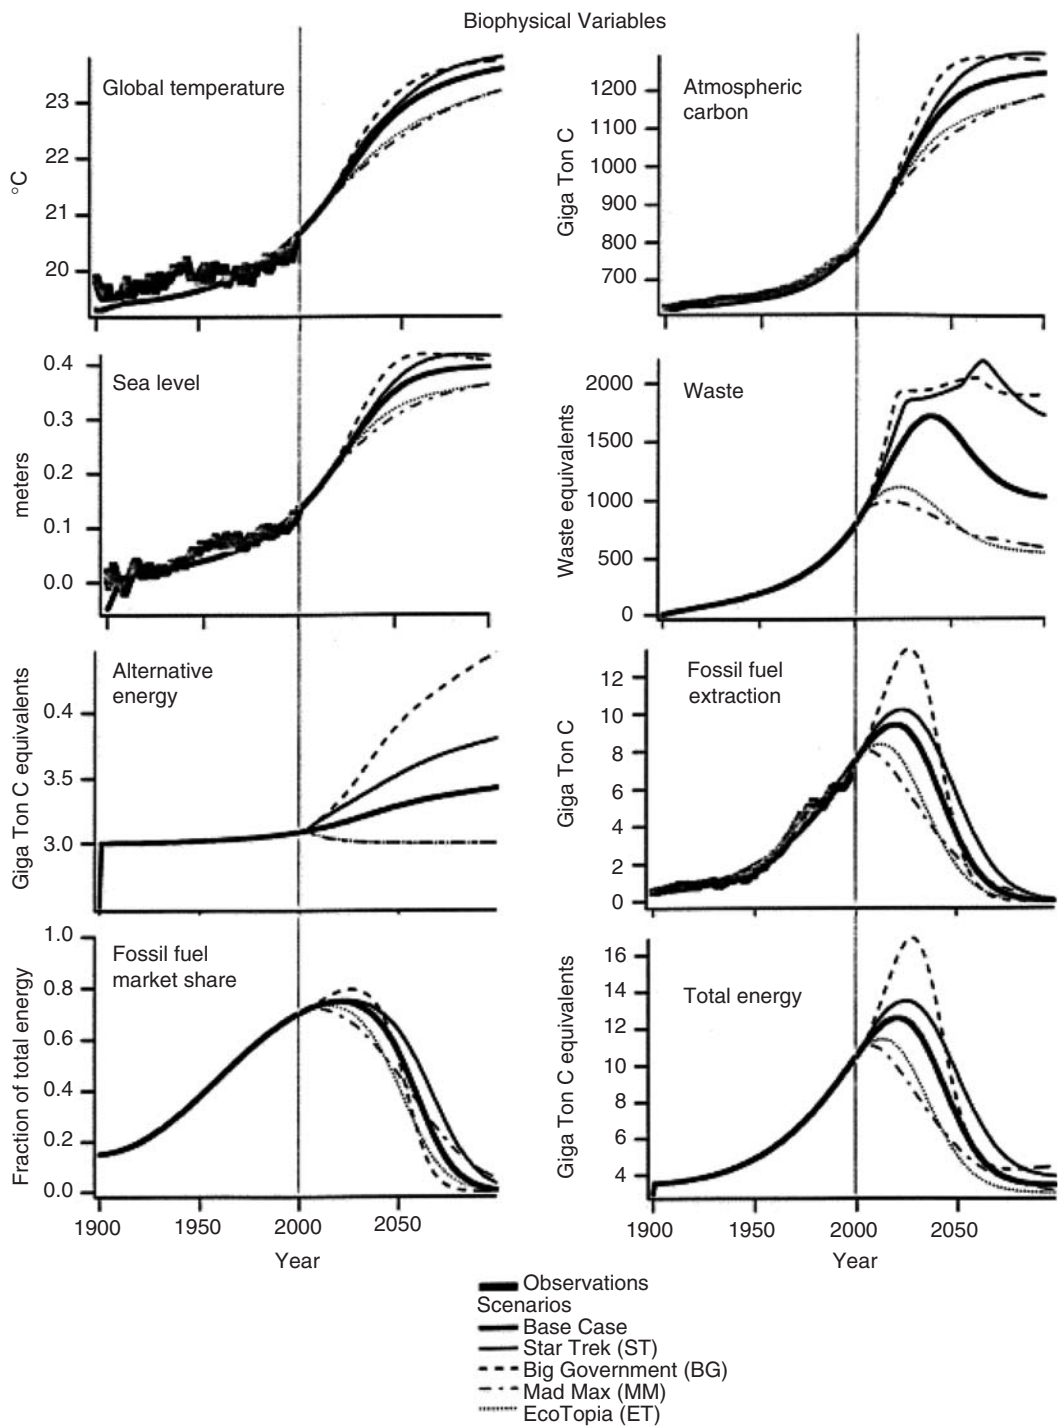 Biophysical Variables
Global temperature
°C
23
22
21
20
Atmospheric
carbon
Giga Ton C
1200
1100
1000
900
800
700
Sea level
meters
0.4
0.3
0.2
0.1
0.0
Waste
Waste equivalents
2000
1500
1000
500
0
Alternative
energy
Giga Ton C equivalents
0.4
3.5
3.0
Fossil fuel
extraction
Giga Ton C
12
10
8
6
4
2
0
Fossil fuel
market share
Fraction of total energy
1.0
0.8
0.6
0.4
0.2
0.0
1900 1950 2000 2050
Year
Total energy
Giga Ton C equivalents
16
14
12
10
8
6
4
1900 1950 2000 2050
Year
Observations
Scenarios
Base Case
Star Trek (ST)
Big Government (BG)
Mad Max (MM)
EcoTopia (ET)